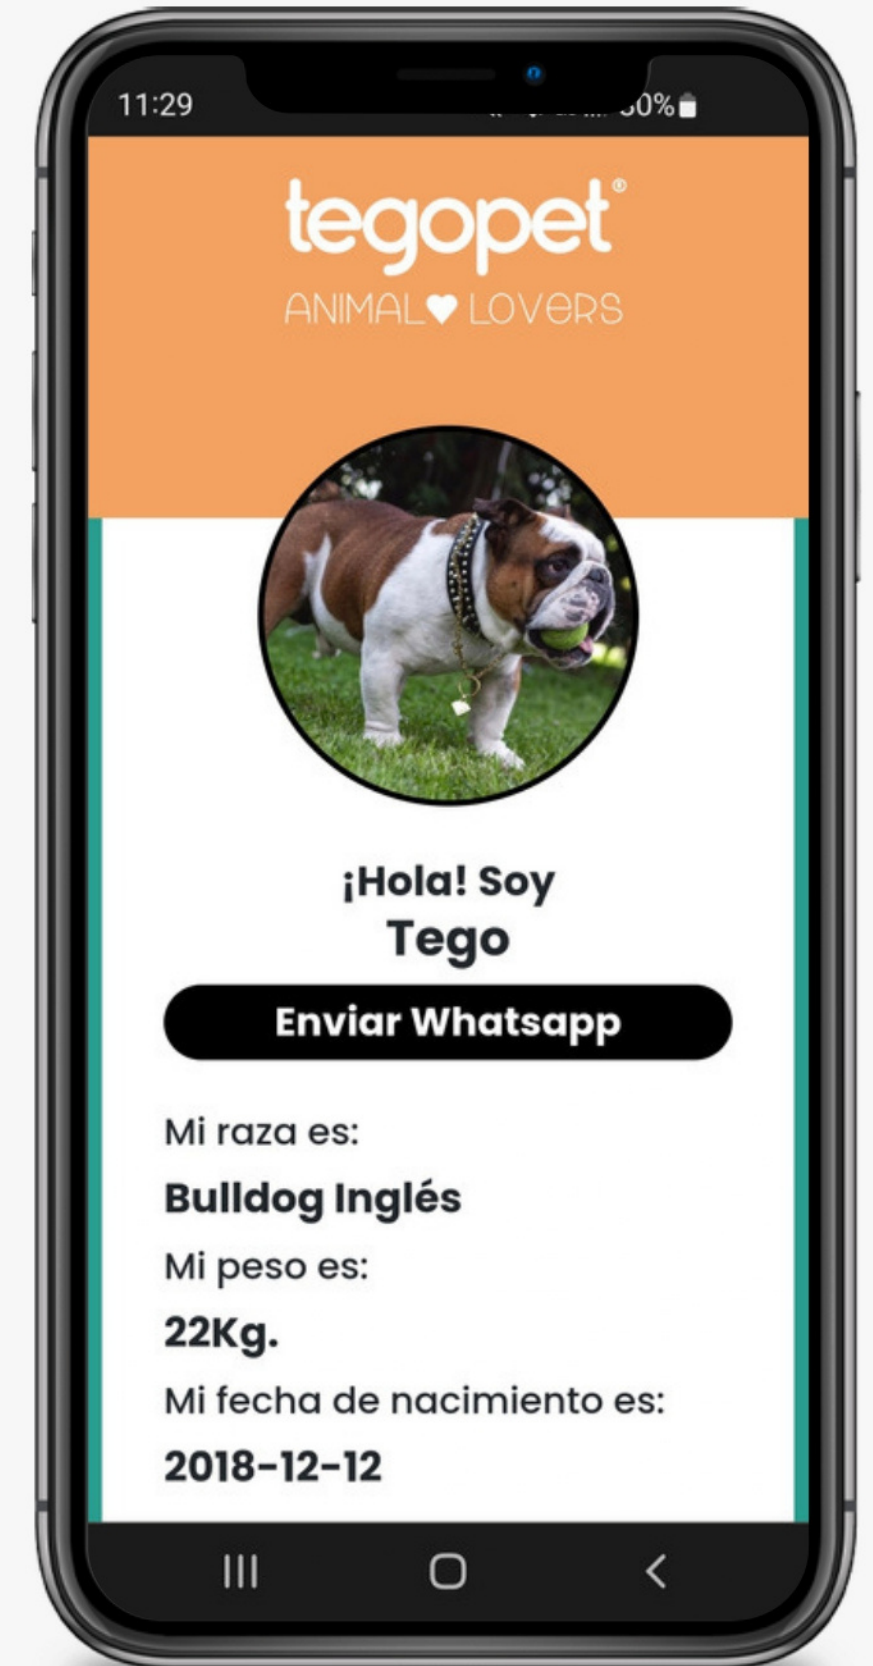 11:29
tegopet®
ANIMAL LOVERS
¡Hola! Soy
Tego
Enviar Whatsapp
Mi raza es:
Bulldog Inglés
Mi peso es:
22Kg.
Mi fecha de nacimiento es:
2018-12-12